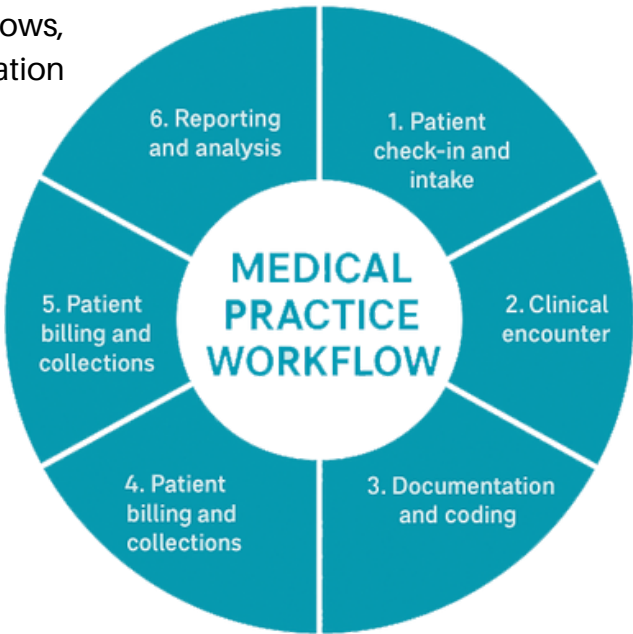 ows,
ation
1. Patient
check-in and
intake
2. Clinical
encounter
3. Documentation
and coding
4. Patient
billing and
collections
5. Patient
billing and
collections
6. Reporting
and analysis
MEDICAL
PRACTICE
WORKFLOW